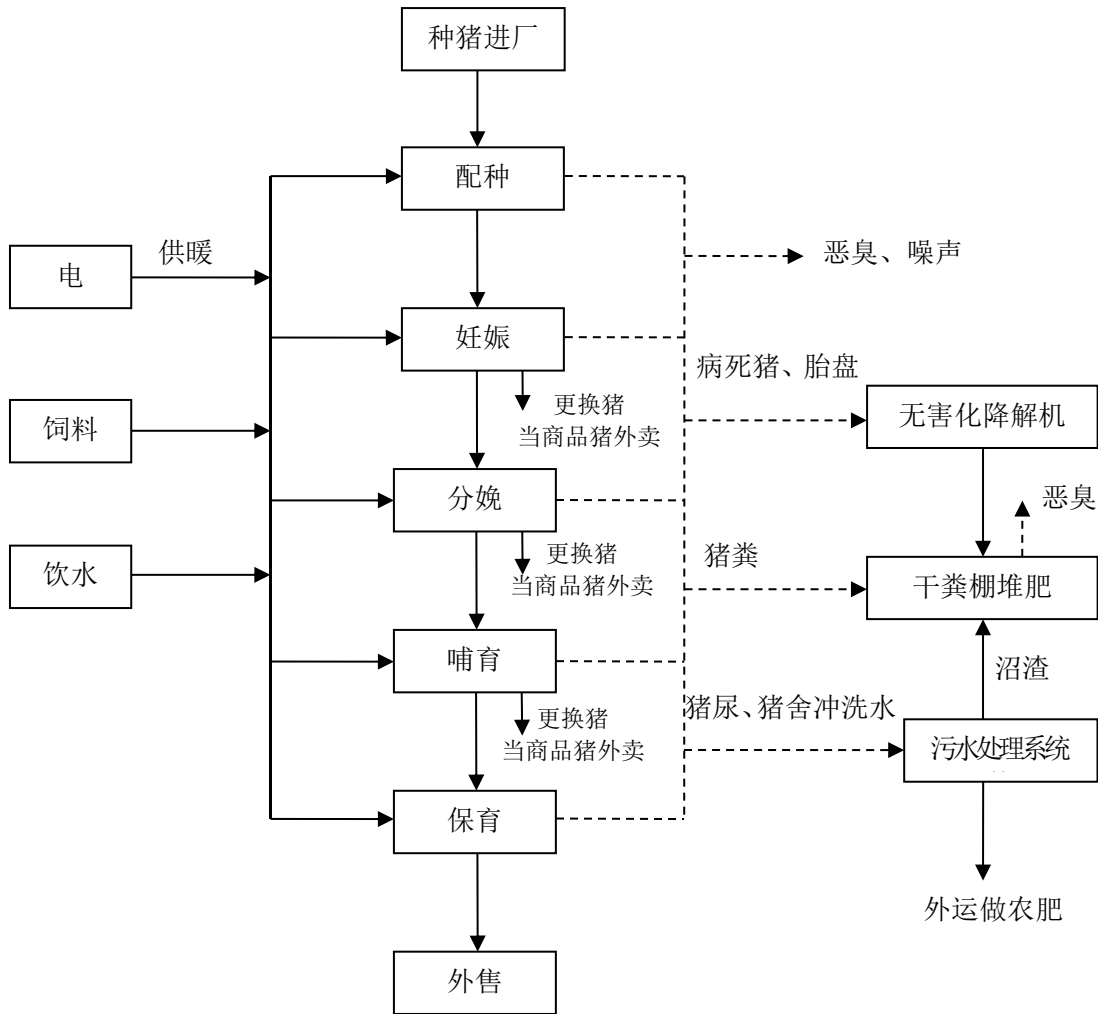 种猪进厂
配种
供暖
电
恶臭、噪声
妊娠
病死猪、胎盘
更换猪
当商品猪外卖
饲料
无害化降解机
分娩
恶臭
更换猪
当商品猪外卖
猪粪
饮水
干粪棚堆肥
哺育
沼渣
更换猪
当商品猪外卖
猪尿、猪舍冲洗水
污水处理系统
保育
外运做农肥
外售